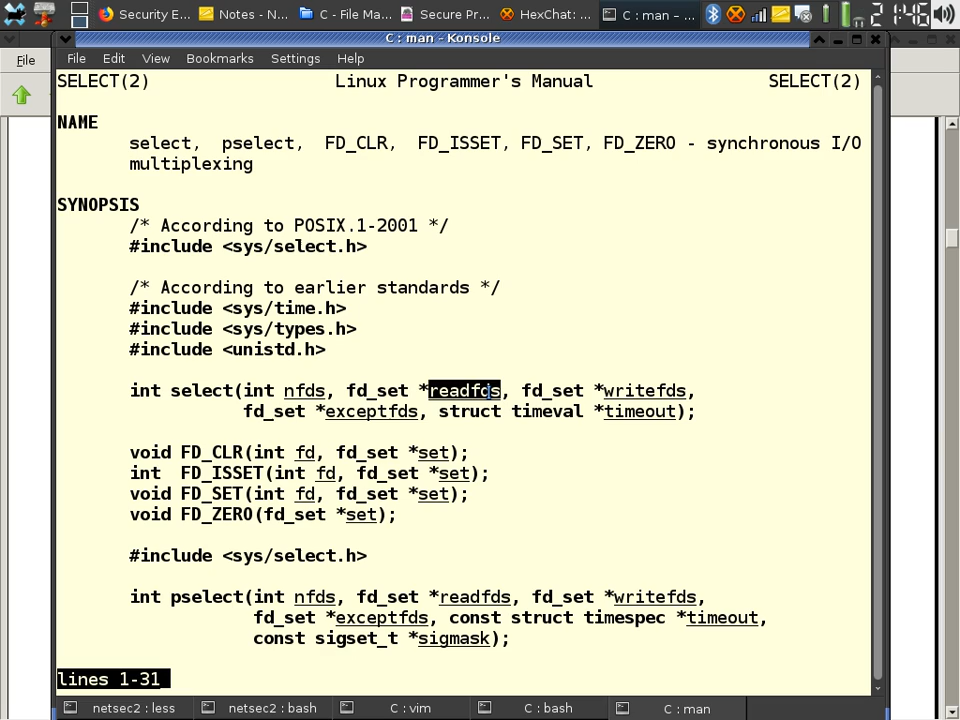 Security E...
Notes - N...
C - File Ma...
Secure Pr...
HexChat: ...
C : man – ...
2
1:46
C : man - Konsole
File
File Edit View Bookmarks Settings Help
SELECT(2) Linux Programmer's Manual SELECT(2)
NAME
select, pselect, FD_CLR, FD_ISSET, FD_SET, FD_ZERO - synchronous I/O
multiplexing
SYNOPSIS
/* According to POSIX.1-2001 */
#include <sys/select.h>
/* According to earlier standards */
#include <sys/time.h>
#include <sys/types.h>
#include <unistd.h>
int select(int nfds, fd_set *readfds, fd_set *writefds,
fd_set *exceptfds, struct timeval *timeout);
void FD_CLR(int fd, fd_set *set);
int  FD_ISSET(int fd, fd_set *set);
void FD_SET(int fd, fd_set *set);
void FD_ZERO(fd_set *set);
#include <sys/select.h>
int pselect(int nfds, fd_set *readfds, fd_set *writefds,
fd_set *exceptfds, const struct timespec *timeout,
const sigset_t *sigmask);
lines 1-31
netsec2 : less
netsec2 : bash
C : vim
C : bash
C : man